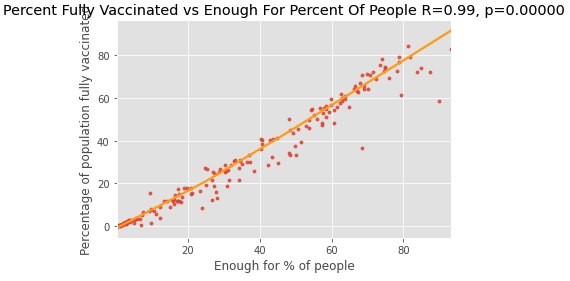 Percent Fully Vaccinated vs Enough For Percent Of People R=0.99, p=0.00000
Percentage of population fully vaccinated
80
60
40
20
0
20 40 60 80
Enough for % of people